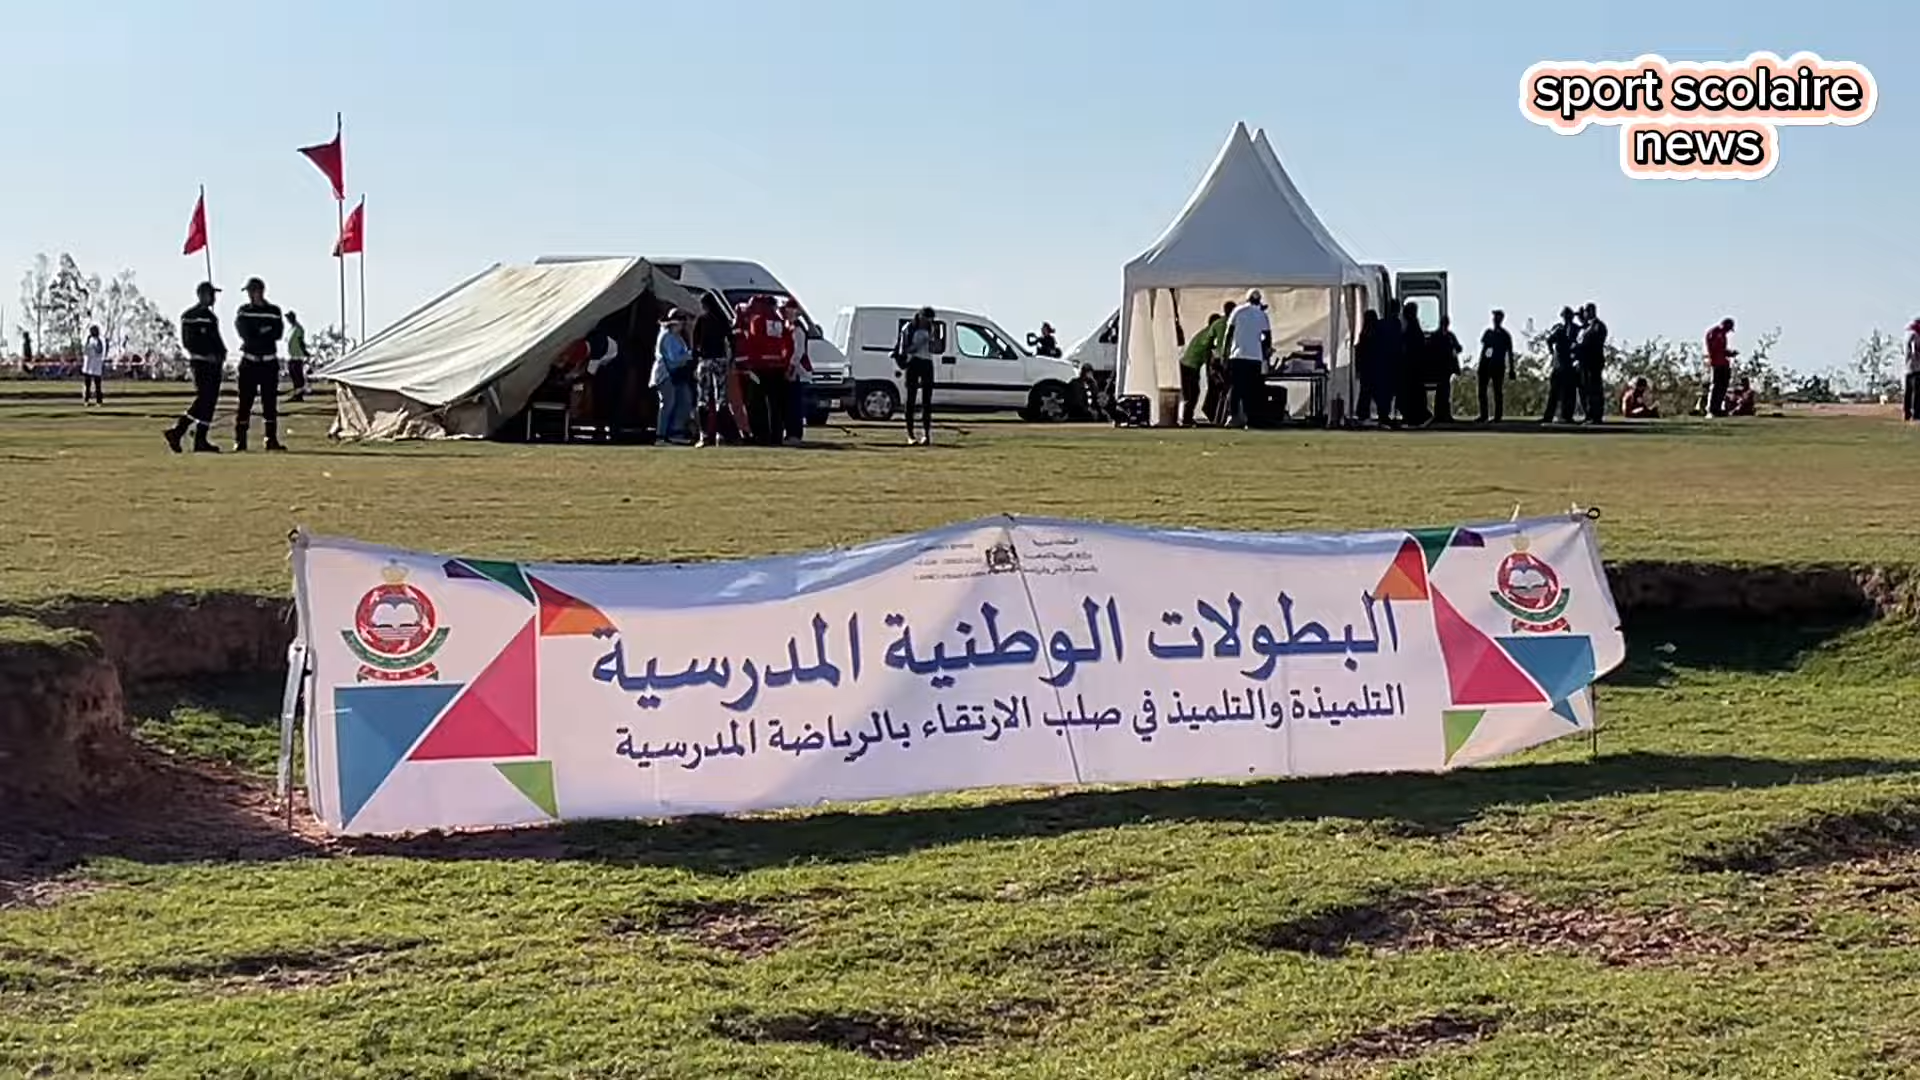 sport scolaire
news
البطولات الوطنية المدرسية
التلميذة والتلميذ في صلب الارتقاء بالرياضة المدرسية